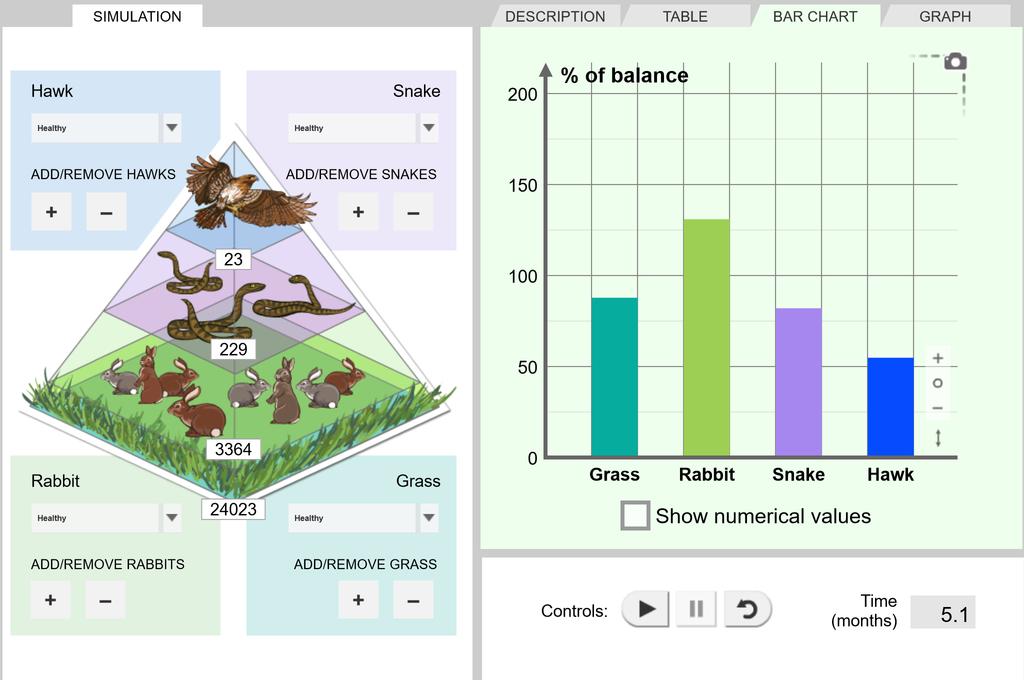 SIMULATION
DESCRIPTION
TABLE
BAR CHART
GRAPH
Hawk
Healthy
ADD/REMOVE HAWKS
+ −
Snake
Healthy
ADD/REMOVE SNAKES
+ −
23
229
3364
24023
Rabbit
Healthy
ADD/REMOVE RABBITS
+ −
Grass
Healthy
ADD/REMOVE GRASS
+ −
% of balance
200
150
100
50
0
Grass Rabbit Snake Hawk
+
−
Show numerical values
Controls:
Time
(months)
5.1